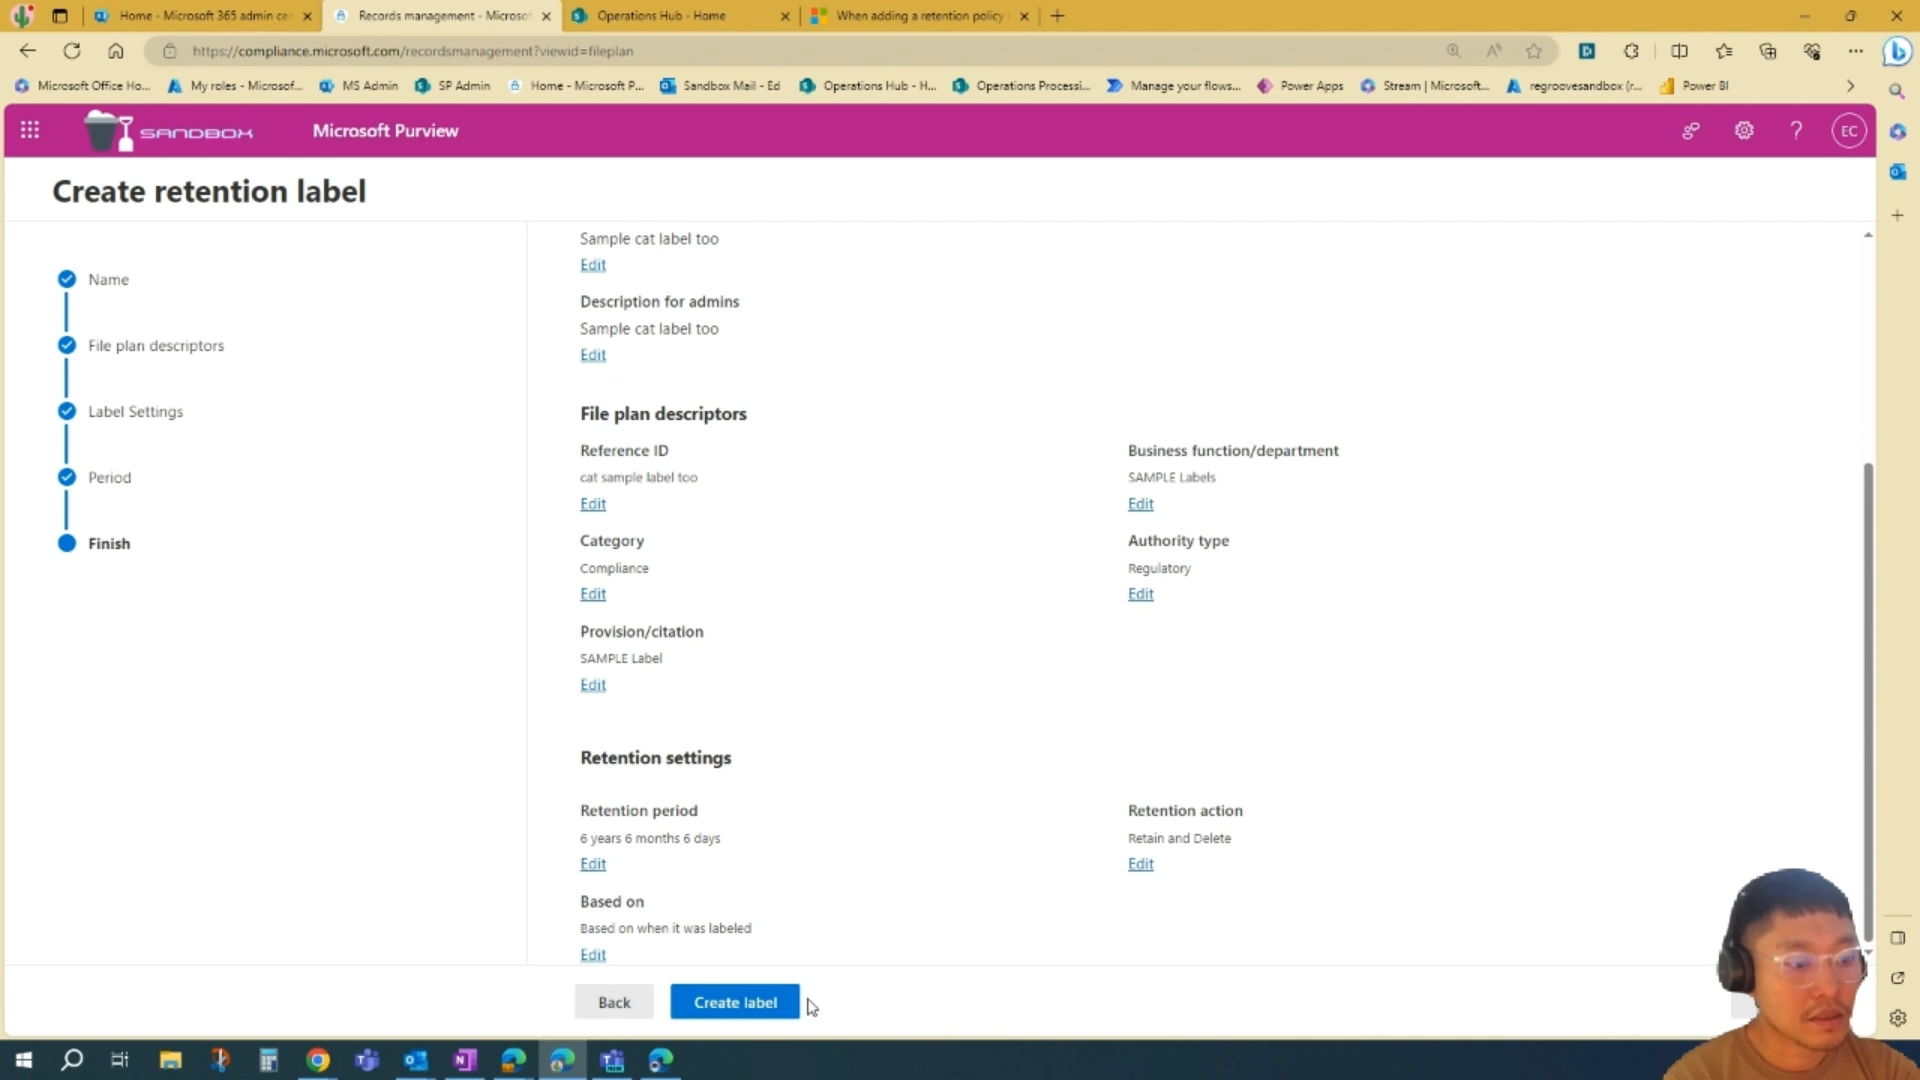 Home - Microsoft 365 admin ce
Records management - Microsof
Operations Hub - Home
When adding a retention policy
https://compliance.microsoft.com/recordsmanagement?viewid=fileplan
Microsoft Office Ho...
My roles - Microsof...
MS Admin
SP Admin
Home - Microsoft P...
Sandbox Mail - Ed
Operations Hub - H...
Operations Processi...
Manage your flows...
Power Apps
Stream | Microsoft...
regroovesandbox (r...
Power BI
SANDBOX
Microsoft Purview
EC
Create retention label
Name
File plan descriptors
Label Settings
Period
Finish
Sample cat label too
Edit
Description for admins
Sample cat label too
Edit
File plan descriptors
Reference ID
cat sample label too
Edit
Business function/department
SAMPLE Labels
Edit
Category
Compliance
Edit
Authority type
Regulatory
Edit
Provision/citation
SAMPLE Label
Edit
Retention settings
Retention period
6 years 6 months 6 days
Edit
Retention action
Retain and Delete
Edit
Based on
Based on when it was labeled
Edit
Back
Create label